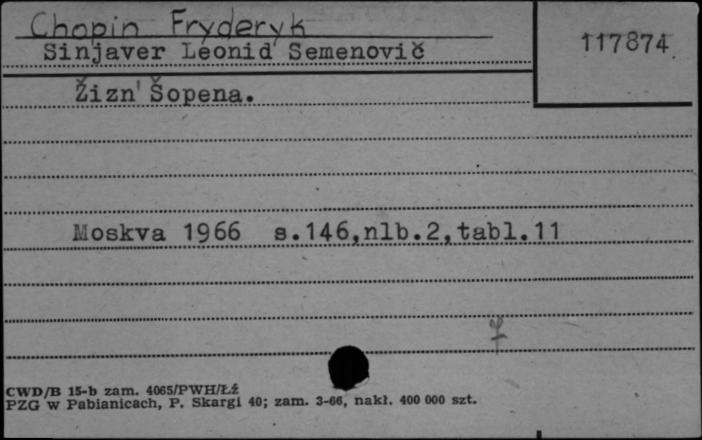 Chopin Fryderyk
117874
Sinjaver Leonid Semenovič
Žizn' Šopena.
Moskva 1966 s.146,nlb.2,tabl.11
CWD/B 15-b zam. 4065/PWH/Łź
PZG w Pabianicach, P. Skargi 40; zam. 3-66, nakł. 400 000 szt.